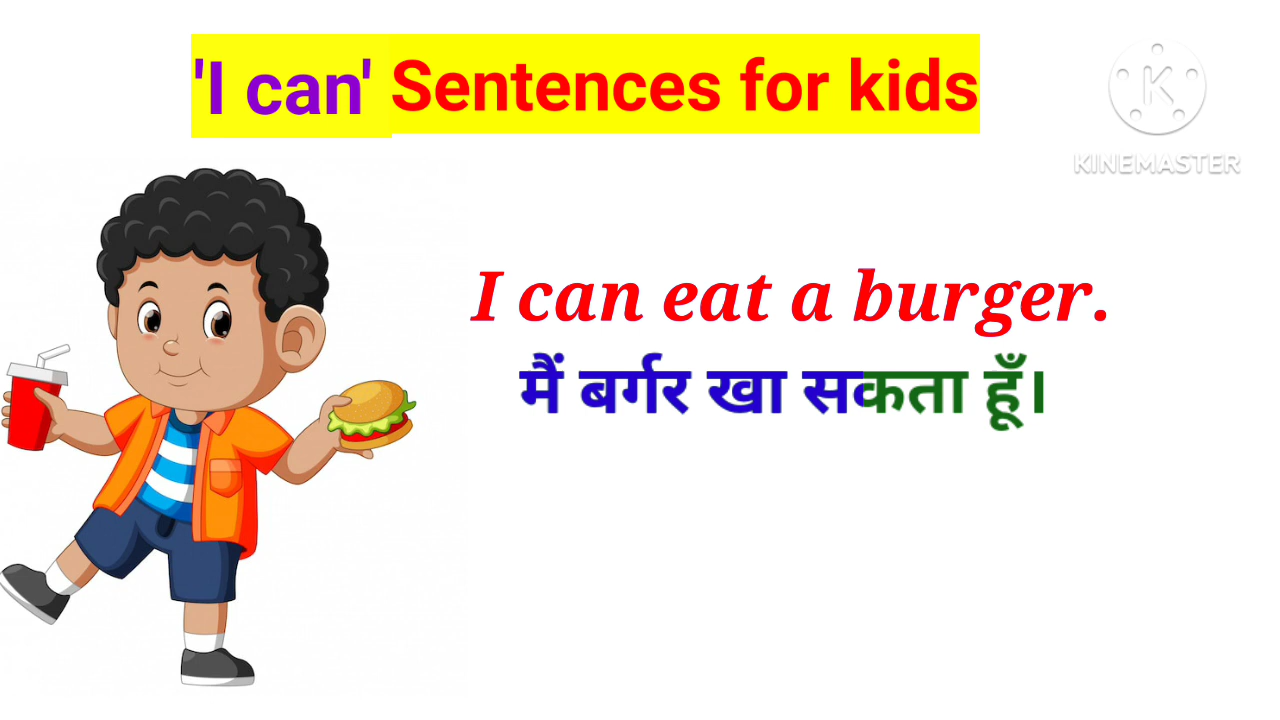 'I can' Sentences for kids
K
KINEMASTER
I can eat a burger.
मैं बर्गर खा सकता हूँ।